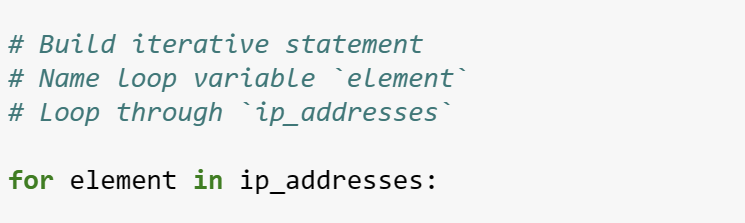 # Build iterative statement
# Name loop variable `element`
# Loop through `ip_addresses`
for element in ip_addresses: